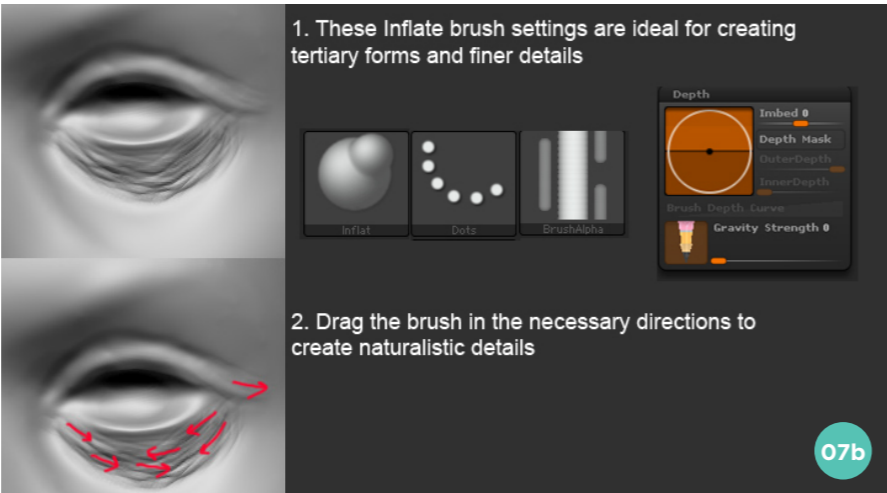 1. These Inflate brush settings are ideal for creating
tertiary forms and finer details
Depth
Imbed 0
Depth Mask
OuterDepth
InnerDepth
Brush Depth Curve
Gravity Strength 0
Inflat
Dots
BrushAlpha
2. Drag the brush in the necessary directions to
create naturalistic details
07b